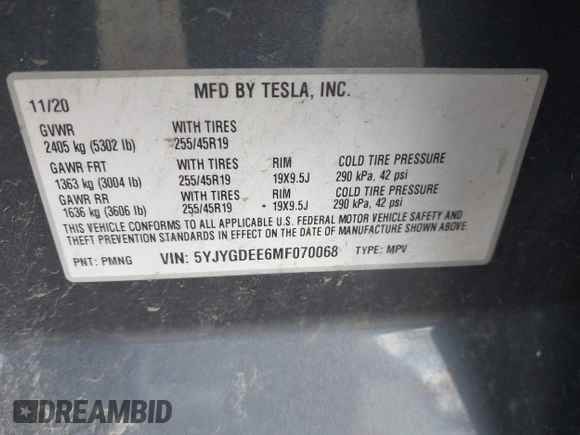 MFD BY TESLA, INC.
11/20
GVWR WITH TIRES
2405 kg (5302 lb) 255/45R19
GAWR FRT WITH TIRES RIM COLD TIRE PRESSURE
1363 kg (3004 lb) 255/45R19 19X9.5J 290 kPa, 42 psi
GAWR RR WITH TIRES RIM COLD TIRE PRESSURE
1636 kg (3606 lb) 255/45R19 19X9.5J 290 kPa, 42 psi
THIS VEHICLE CONFORMS TO ALL APPLICABLE U.S. FEDERAL MOTOR VEHICLE SAFETY AND
THEFT PREVENTION STANDARDS IN EFFECT ON THE DATE OF MANUFACTURE SHOWN ABOVE.
PNT: PMNG VIN: 5YJYGDEE6MF070068 TYPE: MPV
DREAMBID